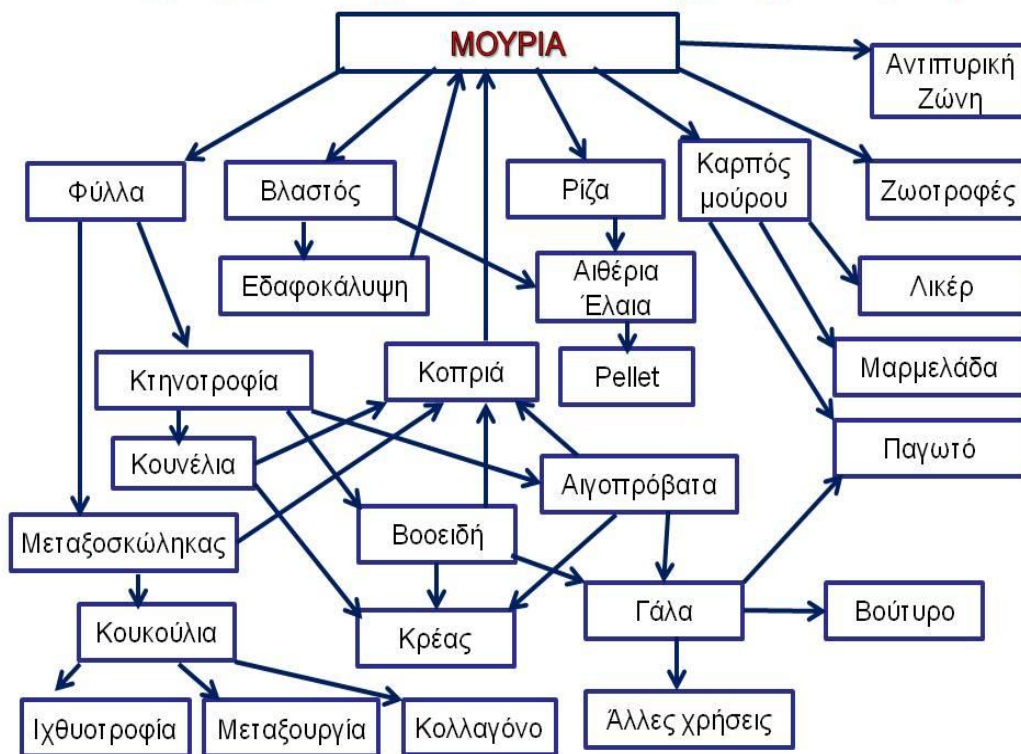 ΜΟΥΡΙΑ
Αντιπυρική
Ζώνη
Φύλλα
Βλαστός
Ρίζα
Καρπός
μούρου
Ζωοτροφές
Εδαφοκάλυψη
Αιθέρια
Έλαια
Λικέρ
Κτηνοτροφία
Κοπριά
Pellet
Μαρμελάδα
Κουνέλια
Αιγοπρόβατα
Παγωτό
Μεταξοσκώληκας
Βοοειδή
Κουκούλια
Κρέας
Γάλα
Βούτυρο
Ιχθυοτροφία
Μεταξουργία
Κολλαγόνο
Άλλες χρήσεις